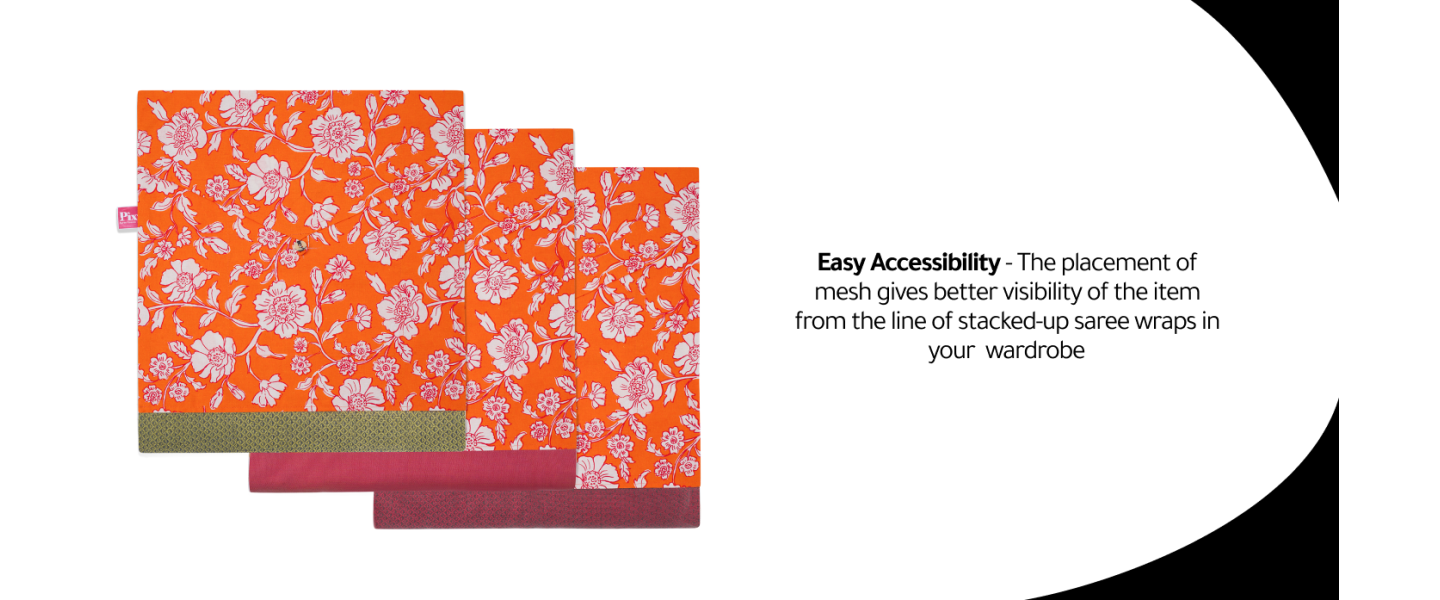 Pix
Easy Accessibility - The placement of
mesh gives better visibility of the item
from the line of stacked-up saree wraps in
your wardrobe